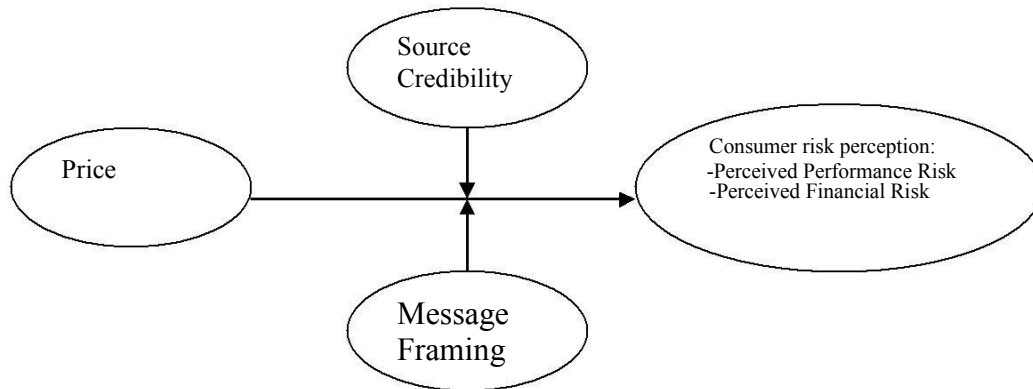 Source
Credibility
Price
Consumer risk perception:
-Perceived Performance Risk
-Perceived Financial Risk
Message
Framing